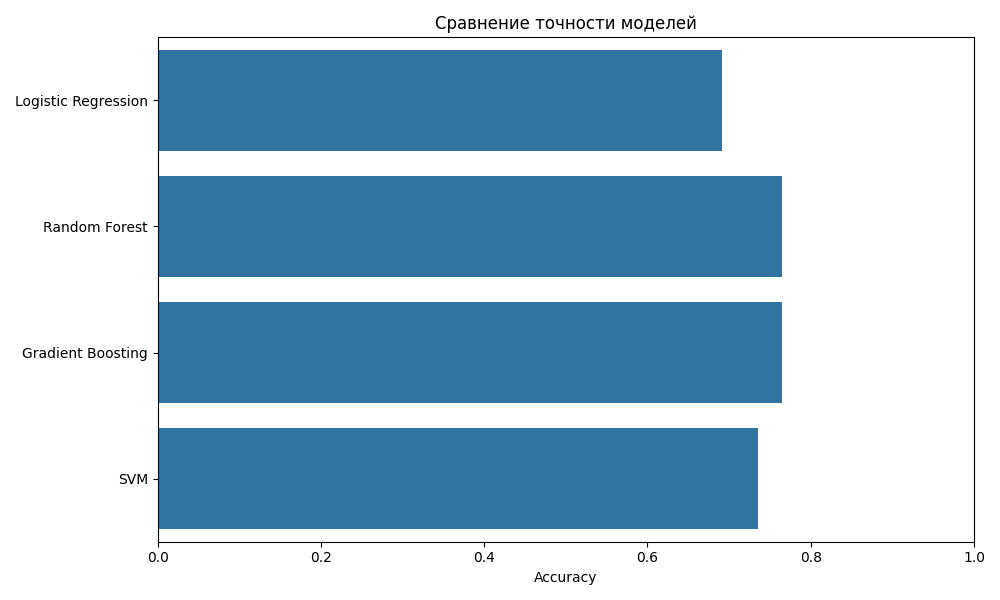 Сравнение точности моделей
Logistic Regression
Random Forest
Gradient Boosting
SVM
0.0 0.2 0.4 0.6 0.8 1.0
Accuracy